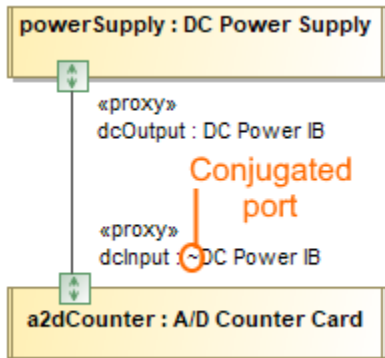 powerSupply : DC Power Supply
«proxy»
dcOutput : DC Power IB
Conjugated
port
«proxy»
dcInput : ~DC Power IB
a2dCounter : A/D Counter Card